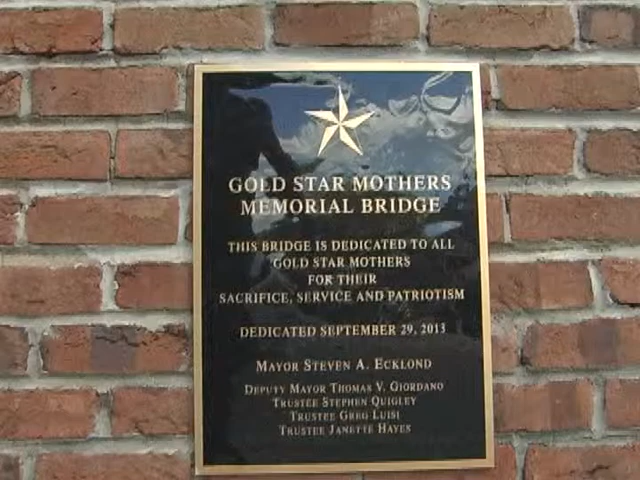 GOLD STAR MOTHERS
MEMORIAL BRIDGE
THIS BRIDGE IS DEDICATED TO ALL
GOLD STAR MOTHERS
FOR THEIR
SACRIFICE, SERVICE AND PATRIOTISM
DEDICATED SEPTEMBER 29, 2013
MAYOR STEVEN A. ECKLOND
DEPUTY MAYOR THOMAS V. GIORDANO
TRUSTEE STEPHEN QUIGLEY
TRUSTEE GREG LUISI
TRUSTEE JANETTE HAYES